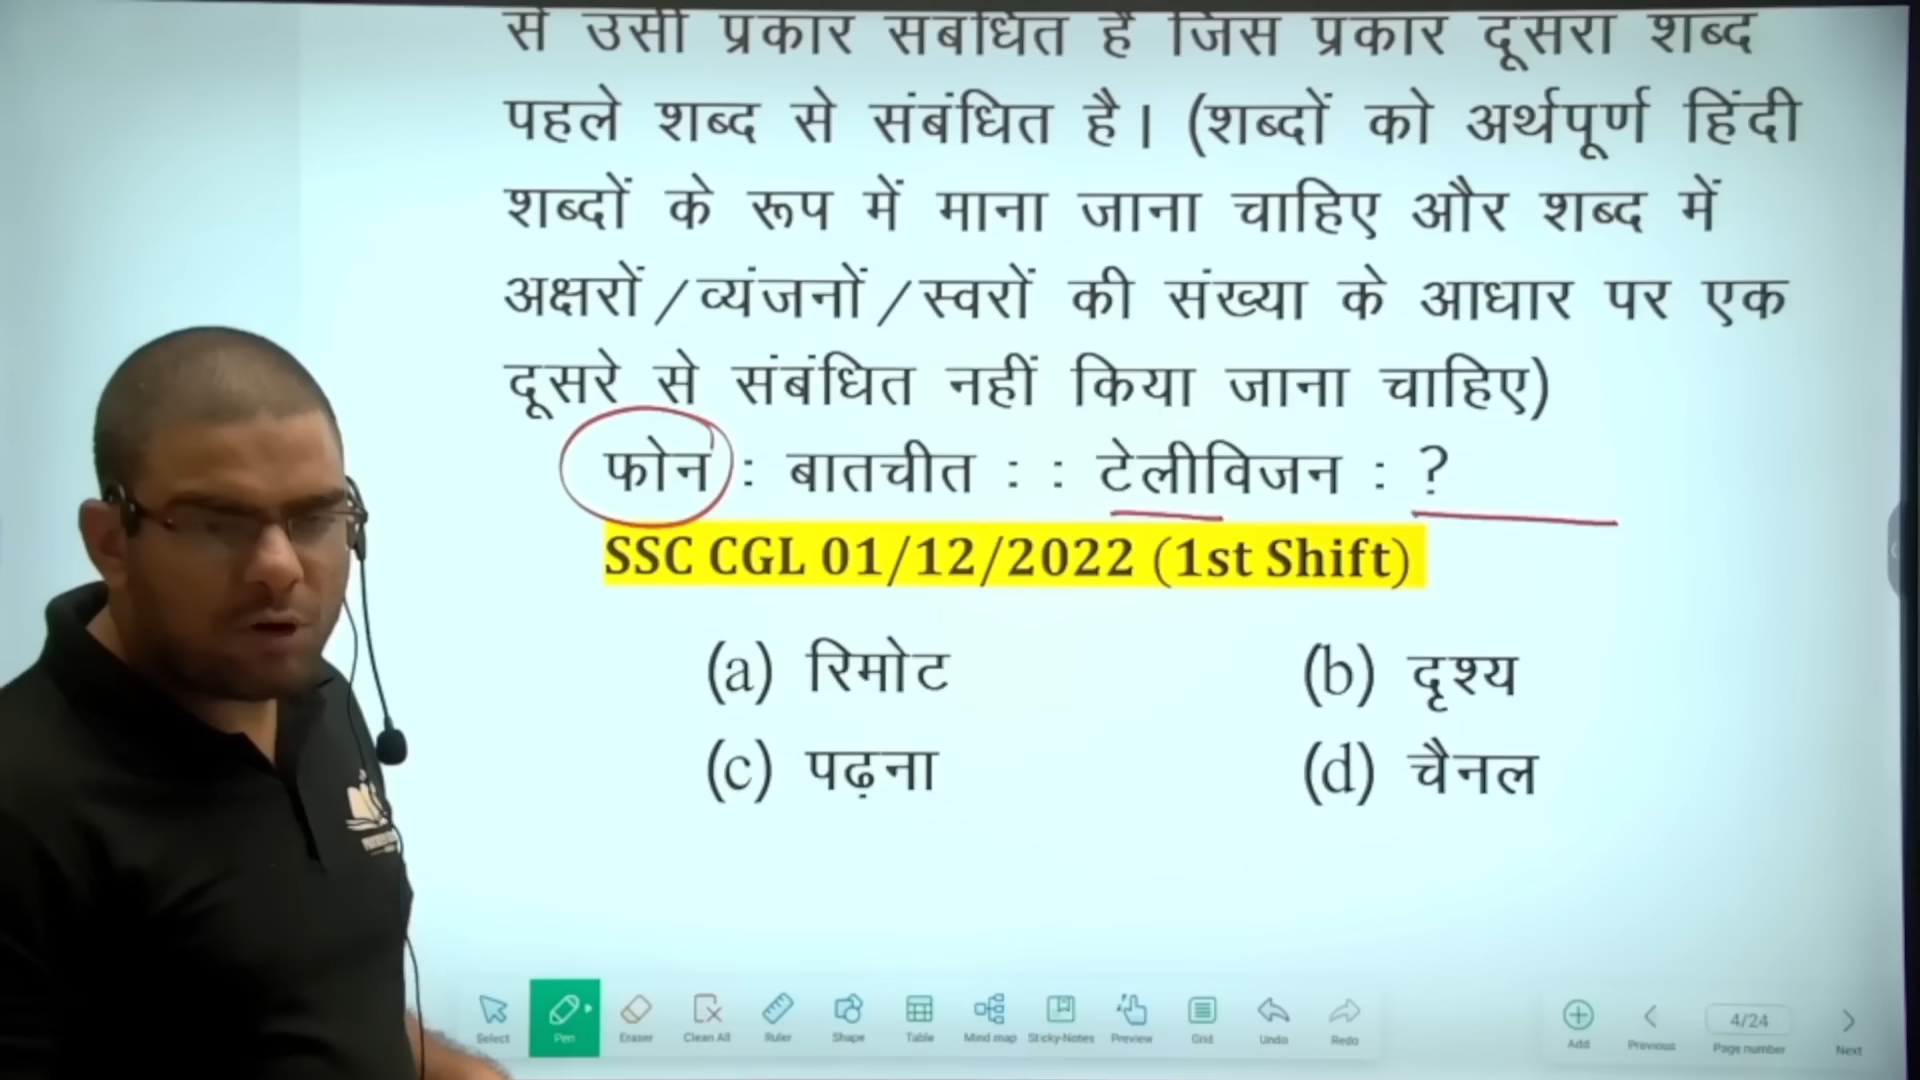 से उसी प्रकार संबंधित है जिस प्रकार दूसरा शब्द
पहले शब्द से संबंधित है। (शब्दों को अर्थपूर्ण हिंदी
शब्दों के रूप में माना जाना चाहिए और शब्द में
अक्षरों/व्यंजनों/स्वरों की संख्या के आधार पर एक
दूसरे से संबंधित नहीं किया जाना चाहिए)
फोन : बातचीत : : टेलीविजन : ?
SSC CGL 01/12/2022 (1st Shift)
(a) रिमोट (b) दृश्य
(c) पढ़ना (d) चैनल
Select Pen Eraser Clean All Ruler Shape Table Mind map Sticky-Notes Preview Grid Undo Redo Add Previous 4/24 Page number Next